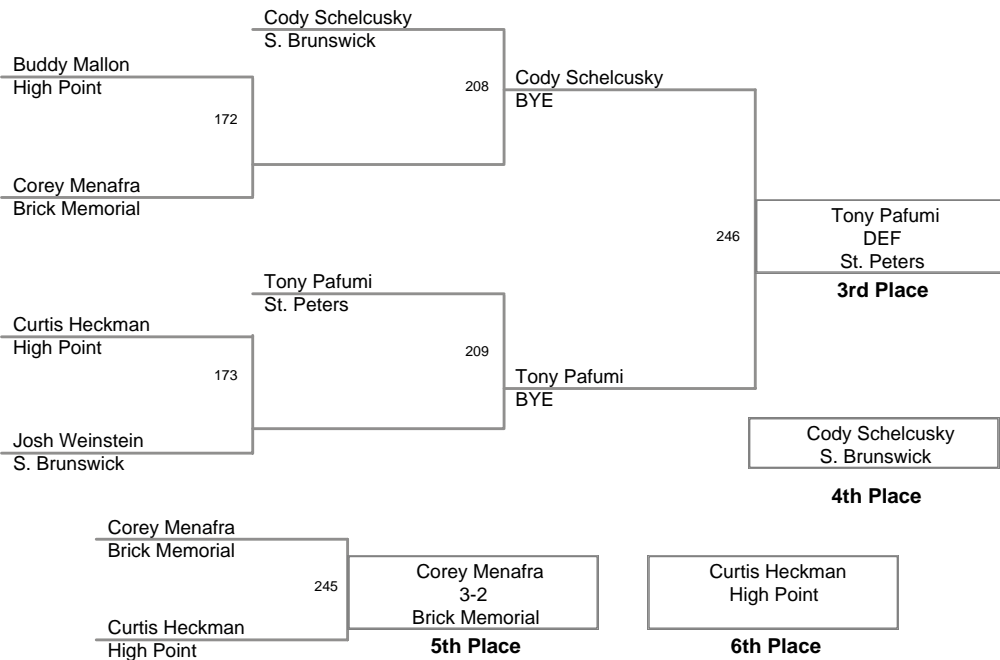 Cody Schelcusky
S. Brunswick
Buddy Mallon
High Point
208
Cody Schelcusky
BYE
172
Corey Menafra
Brick Memorial
246
Tony Pafumi
DEF
St. Peters
3rd Place
Tony Pafumi
St. Peters
Curtis Heckman
High Point
209
173
Tony Pafumi
BYE
Josh Weinstein
S. Brunswick
Cody Schelcusky
S. Brunswick
4th Place
Corey Menafra
Brick Memorial
245
Corey Menafra
3-2
Brick Memorial
5th Place
Curtis Heckman
High Point
6th Place
Curtis Heckman
High Point